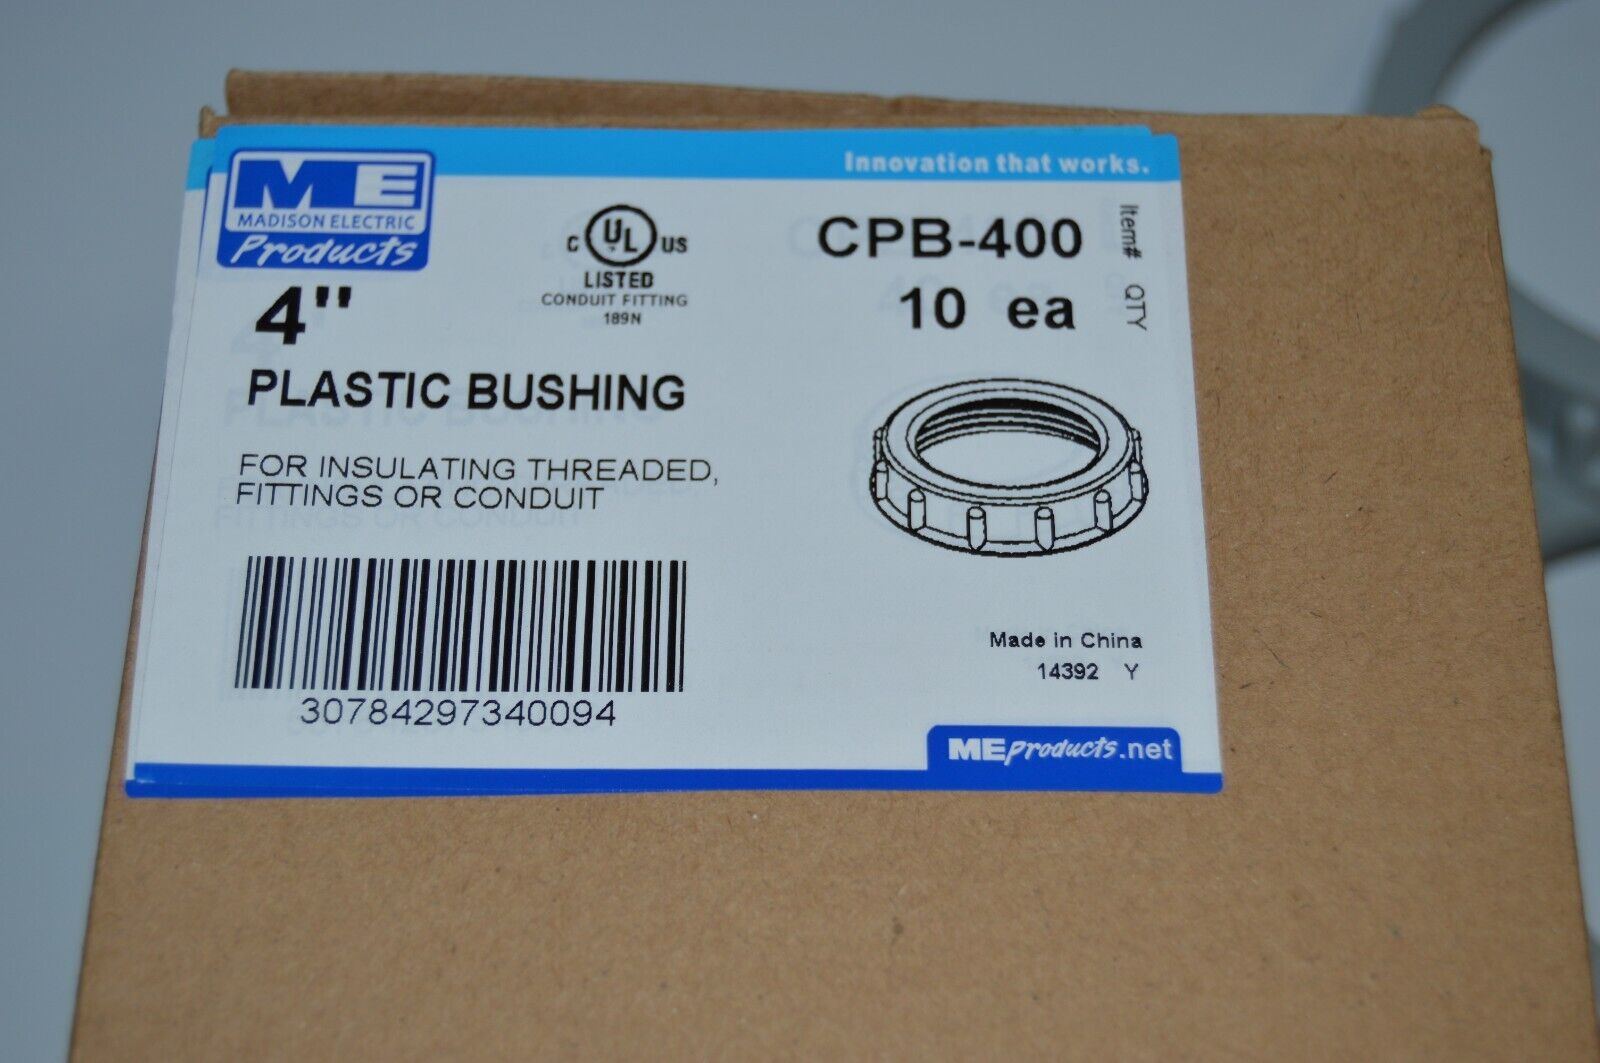 Innovation that works.
ME
MADISON ELECTRIC
Products
C UL US
LISTED
CONDUIT FITTING
189N
CPB-400 Item#
10 ea QTY
4"
PLASTIC BUSHING
FOR INSULATING THREADED,
FITTINGS OR CONDUIT
30784297340094
Made in China
14392 Y
MEproducts.net